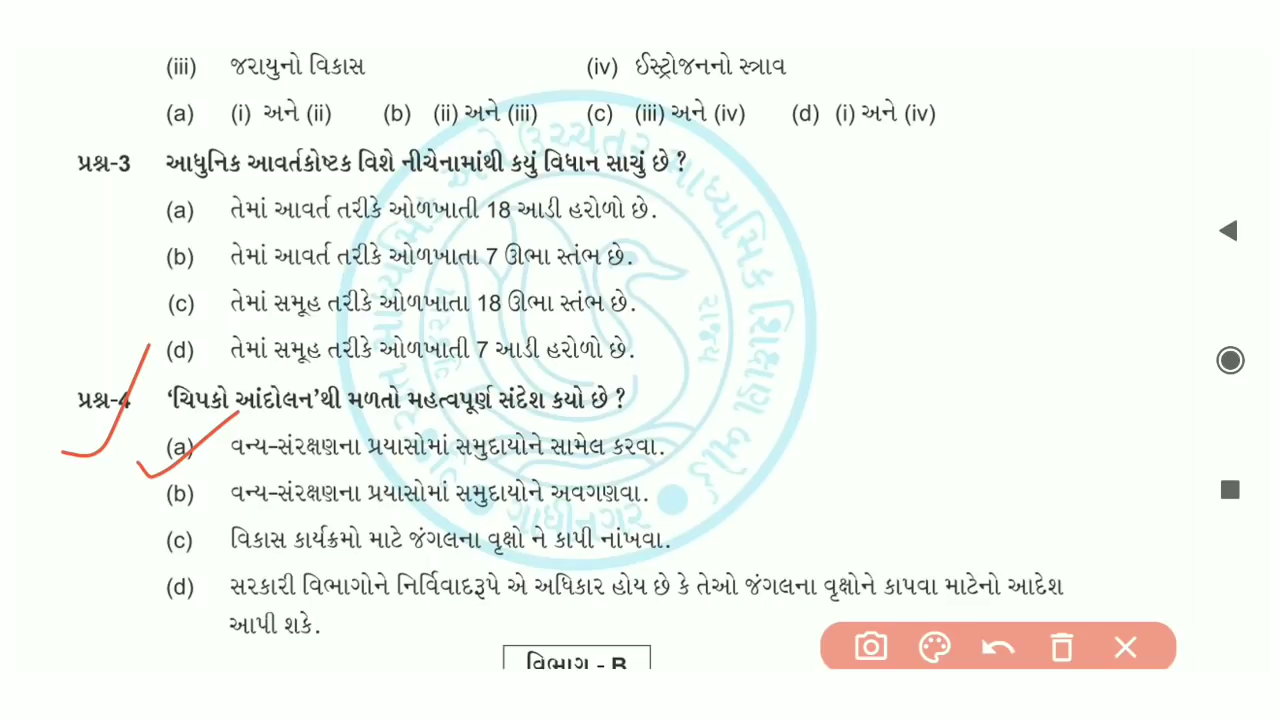 (iii) જરાયુનો વિકાસ (iv) ઈસ્ટ્રોજનનો સ્ત્રાવ
(a) (i) અને (ii) (b) (ii) અને (iii) (c) (iii) અને (iv) (d) (i) અને (iv)
પ્રશ્ન-3 આધુનિક આવર્તકોષ્ટક વિશે નીચેનામાંથી કયું વિધાન સાચું છે ?
(a) તેમાં આવર્ત તરીકે ઓળખાતી 18 આડી હરોળો છે.
(b) તેમાં આવર્ત તરીકે ઓળખાતા 7 ઊભા સ્તંભ છે.
(c) તેમાં સમૂહ તરીકે ઓળખાતા 18 ઊભા સ્તંભ છે.
(d) તેમાં સમૂહ તરીકે ઓળખાતી 7 આડી હરોળો છે.
પ્રશ્ન-4 ‘ચિપકો આંદોલન’થી મળતો મહત્વપૂર્ણ સંદેશ કયો છે ?
(a) વન્ય-સંરક્ષણના પ્રયાસોમાં સમુદાયોને સામેલ કરવા.
(b) વન્ય-સંરક્ષણના પ્રયાસોમાં સમુદાયોને અવગણવા.
(c) વિકાસ કાર્યક્રમો માટે જંગલના વૃક્ષો ને કાપી નાંખવા.
(d) સરકારી વિભાગોને નિર્વિવાદરૂપે એ અધિકાર હોય છે કે તેઓ જંગલના વૃક્ષોને કાપવા માટેનો આદેશ
આપી શકે.
વિભાગ - B